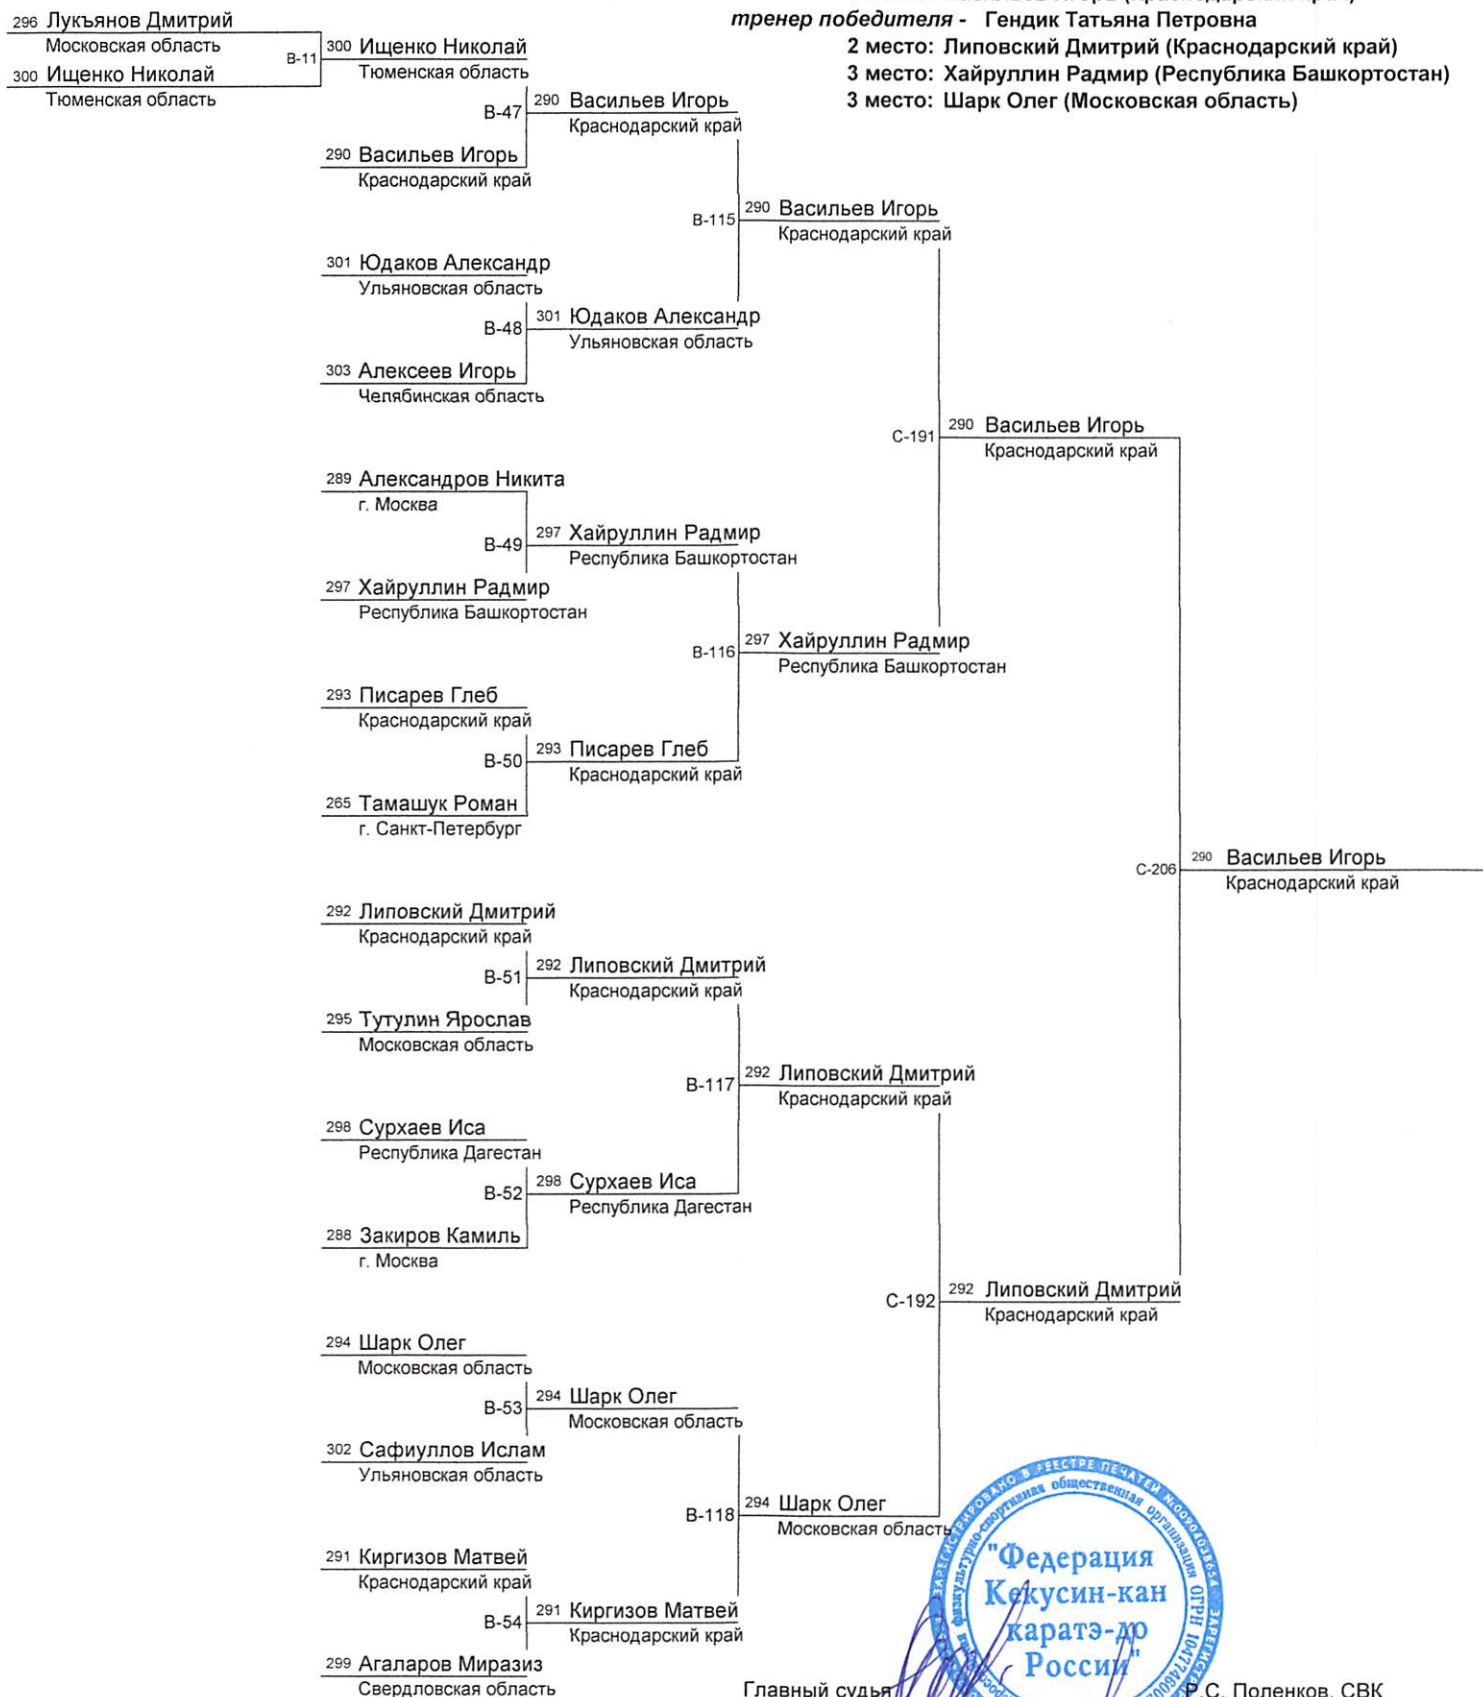 тренер победителя - Гендик Татьяна Петровна
2 место: Липовский Дмитрий (Краснодарский край)
3 место: Хайруллин Радмир (Республика Башкортостан)
3 место: Шарк Олег (Московская область)
296 Лукъянов Дмитрий
Московская область
B-11
300 Ищенко Николай
Тюменская область
300 Ищенко Николай
Тюменская область
B-47
290 Васильев Игорь
Краснодарский край
290 Васильев Игорь
Краснодарский край
B-115
290 Васильев Игорь
Краснодарский край
301 Юдаков Александр
Ульяновская область
B-48
301 Юдаков Александр
Ульяновская область
303 Алексеев Игорь
Челябинская область
C-191
290 Васильев Игорь
Краснодарский край
289 Александров Никита
г. Москва
B-49
297 Хайруллин Радмир
Республика Башкортостан
297 Хайруллин Радмир
Республика Башкортостан
B-116
297 Хайруллин Радмир
Республика Башкортостан
293 Писарев Глеб
Краснодарский край
B-50
293 Писарев Глеб
Краснодарский край
265 Тамашук Роман
г. Санкт-Петербург
C-206
290 Васильев Игорь
Краснодарский край
292 Липовский Дмитрий
Краснодарский край
B-51
292 Липовский Дмитрий
Краснодарский край
295 Тутулин Ярослав
Московская область
B-117
292 Липовский Дмитрий
Краснодарский край
298 Сурхаев Иса
Республика Дагестан
B-52
298 Сурхаев Иса
Республика Дагестан
288 Закиров Камиль
г. Москва
C-192
292 Липовский Дмитрий
Краснодарский край
294 Шарк Олег
Московская область
B-53
294 Шарк Олег
Московская область
302 Сафиуллов Ислам
Ульяновская область
B-118
294 Шарк Олег
Московская область
291 Киргизов Матвей
Краснодарский край
B-54
291 Киргизов Матвей
Краснодарский край
299 Агаларов Миразиз
Свердловская область
ЗАРЕГИСТРИРОВАНО В РЕЕСТРЕ ПЕЧАТЕЙ
физкультурно-спортивная общественная организация ОГРН
"Федерация
Кекусин-кан
каратэ-до
России"
Главный судья
Р.С. Поленков, СВК